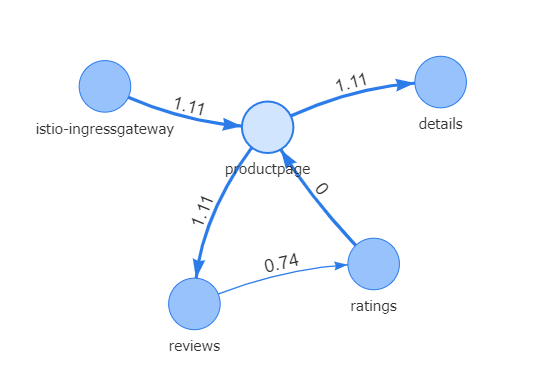 1.11
1.11
istio-ingressgateway
details
productpage
0
1.11
0.74
ratings
reviews